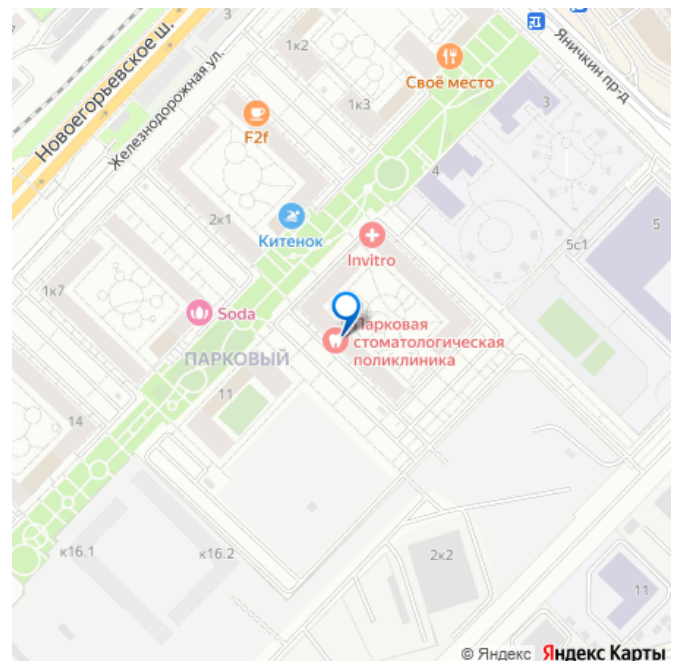 3
1к2
Яничкин пр-д
Новоегорьевское ш.
Железнодорожная ул.
Своё место
1к3
3
F2f
4
2к1
Китенок
5
5с1
Invitro
1к7
Soda
Парковая
стоматологическая
поликлиника
ПАРКОВЫЙ
11
14
к16.1
к16.2
2к2
11
© Яндекс Яндекс Карты